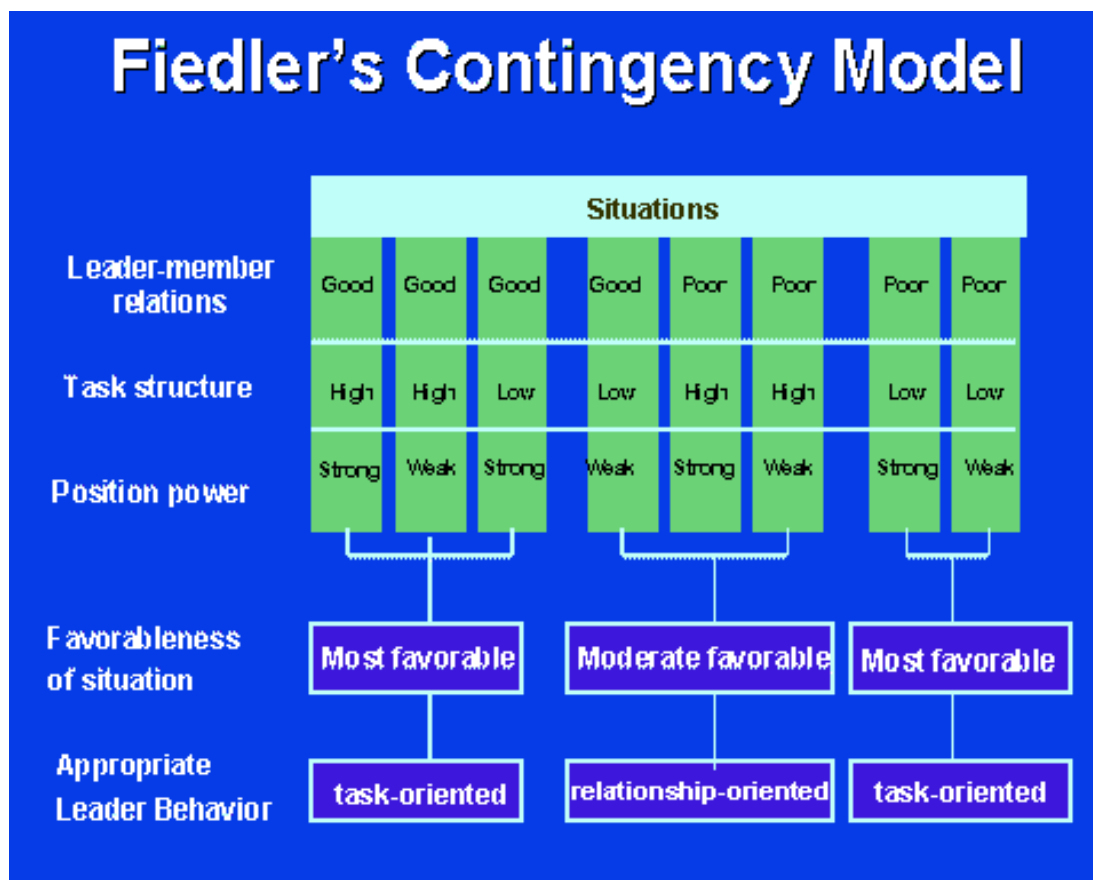 Fiedler's Contingency Model
Situations
Leader-member
relations
Good Good Good Good Poor Poor Poor Poor
Task structure
High High Low Low High High Low Low
Position power
Strong Weak Strong Weak Strong Weak Strong Weak
Favorableness
of situation
Most favorable Moderate favorable Most favorable
Appropriate
Leader Behavior
task-oriented relationship-oriented task-oriented